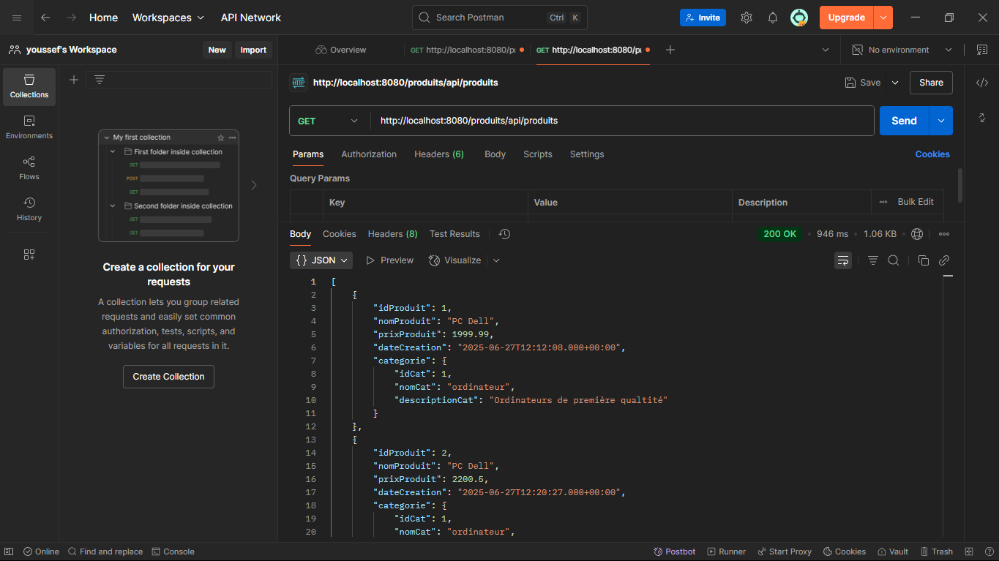 Home Workspaces API Network Search Postman Ctrl K Invite Upgrade
youssef's Workspace New Import Overview GET http://localhost:8080/p GET http://localhost:8080/p No environment
Collections
Environments
Flows
History
My first collection
First folder inside collection
GET
POST
GET
Second folder inside collection
GET
GET
Create a collection for your
requests
A collection lets you group related
requests and easily set common
authorization, tests, scripts, and
variables for all requests in it.
Create Collection
HTTP http://localhost:8080/produits/api/produits Save Share
GET http://localhost:8080/produits/api/produits Send
Params Authorization Headers (6) Body Scripts Settings Cookies
Query Params
Key Value Description Bulk Edit
Body Cookies Headers (8) Test Results 200 OK 946 ms 1.06 KB
{} JSON Preview Visualize
1 [
2 {
3 "idProduit": 1,
4 "nomProduit": "PC Dell",
5 "prixProduit": 1999.99,
6 "dateCreation": "2025-06-27T12:12:08.000+00:00",
7 "categorie": {
8 "idCat": 1,
9 "nomCat": "ordinateur",
10 "descriptionCat": "Ordinateurs de première qualtité"
11 }
12 },
13 {
14 "idProduit": 2,
15 "nomProduit": "PC Dell",
16 "prixProduit": 2200.5,
17 "dateCreation": "2025-06-27T12:20:27.000+00:00",
18 "categorie": {
19 "idCat": 1,
20 "nomCat": "ordinateur",
Online Find and replace Console Postbot Runner Start Proxy Cookies Vault Trash